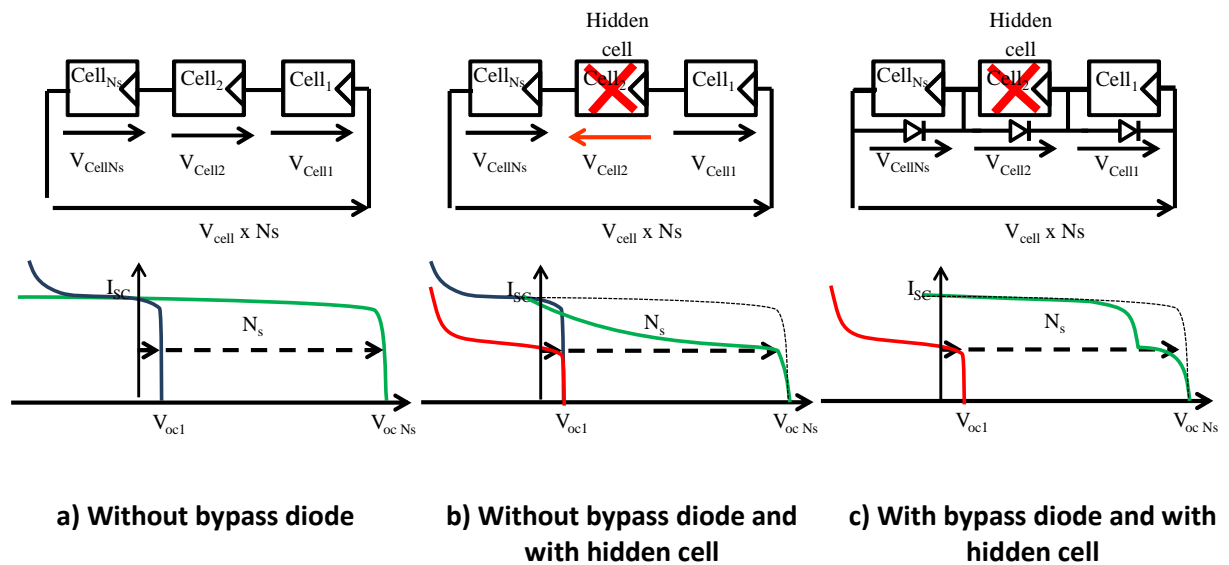 Hidden
cell
Hidden
cell
Cell_Ns Cell_2 Cell_1
Cell_Ns Cell_2 Cell_1
Cell_Ns Cell_2 Cell_1
V_CellNs V_Cell2 V_Cell1
V_CellNs V_Cell2 V_Cell1
V_CellNs V_Cell2 V_Cell1
V_cell x Ns
V_cell x Ns
V_cell x Ns
I_SC
I_SC
I_SC
N_s
N_s
N_s
V_oc1 V_oc Ns
V_oc1 V_oc Ns
V_oc1 V_oc Ns
a) Without bypass diode
b) Without bypass diode and
with hidden cell
c) With bypass diode and with
hidden cell